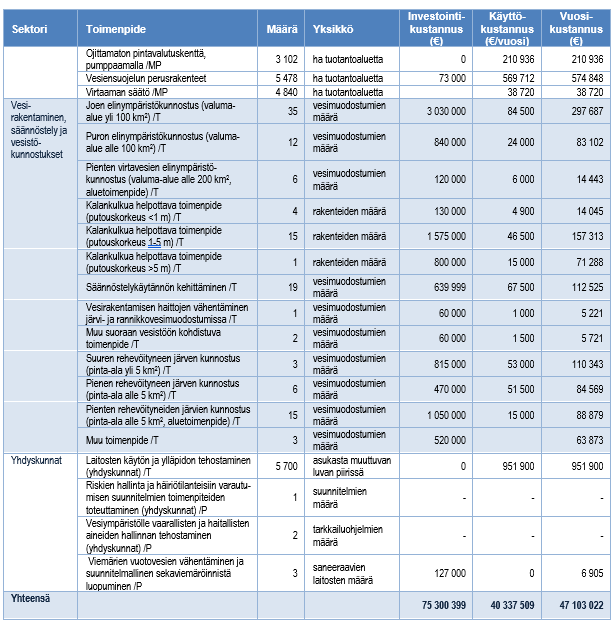 Sektori Toimenpide Määrä Yksikkö Investointi-kustannus (€) Käyttö-kustannus (€/vuosi) Vuosi-kustannus (€)
Ojittamaton pintavalutuskenttä,
pumppaamalla /MP 3 102 ha tuotantoaluetta 0 210 936 210 936
Vesiensuojelun perusrakenteet 5 478 ha tuotantoaluetta 73 000 569 712 574 848
Virtaaman säätö /MP 4 840 ha tuotantoaluetta 38 720 38 720
Vesi-
rakentaminen,
säännöstely ja
vesistö-
kunnostukset
Joen elinympäristökunnostus (valuma-
alue yli 100 km²) /T 35 vesimuodostumien
määrä 3 030 000 84 500 297 687
Puron elinympäristökunnostus (valuma-
alue alle 100 km²) /T 12 vesimuodostumien
määrä 840 000 24 000 83 102
Pienten virtavesien elinympäristö-
kunnostus (valuma-alue alle 200 km²,
aluetoimenpide) /T 6 vesimuodostumien
määrä 120 000 6 000 14 443
Kalankulkua helpottava toimenpide
(putouskorkeus <1 m) /T 4 rakenteiden määrä 130 000 4 900 14 045
Kalankulkua helpottava toimenpide
(putouskorkeus 1-5 m) /T 15 rakenteiden määrä 1 575 000 46 500 157 313
Kalankulkua helpottava toimenpide
(putouskorkeus >5 m) /T 1 rakenteiden määrä 800 000 15 000 71 288
Säännöstelykäytännön kehittäminen /T 19 vesimuodostumien
määrä 639 999 67 500 112 525
Vesirakentamisen haittojen vähentäminen
järvi- ja rannikkovesimuodostumissa /T 1 vesimuodostumien
määrä 60 000 1 000 5 221
Muu suoraan vesistöön kohdistuva
toimenpide /T 2 vesimuodostumien
määrä 60 000 1 500 5 721
Suuren rehevöityneen järven kunnostus
(pinta-ala yli 5 km²) /T 3 vesimuodostumien
määrä 815 000 53 000 110 343
Pienen rehevöityneen järven kunnostus
(pinta-ala alle 5 km²) /T 6 vesimuodostumien
määrä 470 000 51 500 84 569
Pienten rehevöityneiden järvien kunnostus
(pinta-ala alle 5 km², aluetoimenpide) /T 15 vesimuodostumien
määrä 1 050 000 15 000 88 879
Muu toimenpide /T 3 vesimuodostumien
määrä 520 000 63 873
Yhdyskunnat Laitosten käytön ja ylläpidon tehostaminen
(yhdyskunnat) /T 5 700 asukasta muuttuvan
luvan piirissä 0 951 900 951 900
Riskien hallinta ja häiriötilanteisiin varautu-
misen suunnitelmien toimenpiteiden
toteuttaminen (yhdyskunnat) /P 1 suunnitelmien
määrä - - -
Vesiympäristölle vaarallisten ja haitallisten
aineiden hallinnan tehostaminen
(yhdyskunnat) /P 2 tarkkailuohjelmien
määrä - - -
Viemärien vuotovesien vähentäminen ja
suunnitelmallinen sekaviemäröinnistä
luopuminen /P 3 saneeraavien
laitosten määrä 127 000 0 6 905
Yhteensä 75 300 399 40 337 509 47 103 022